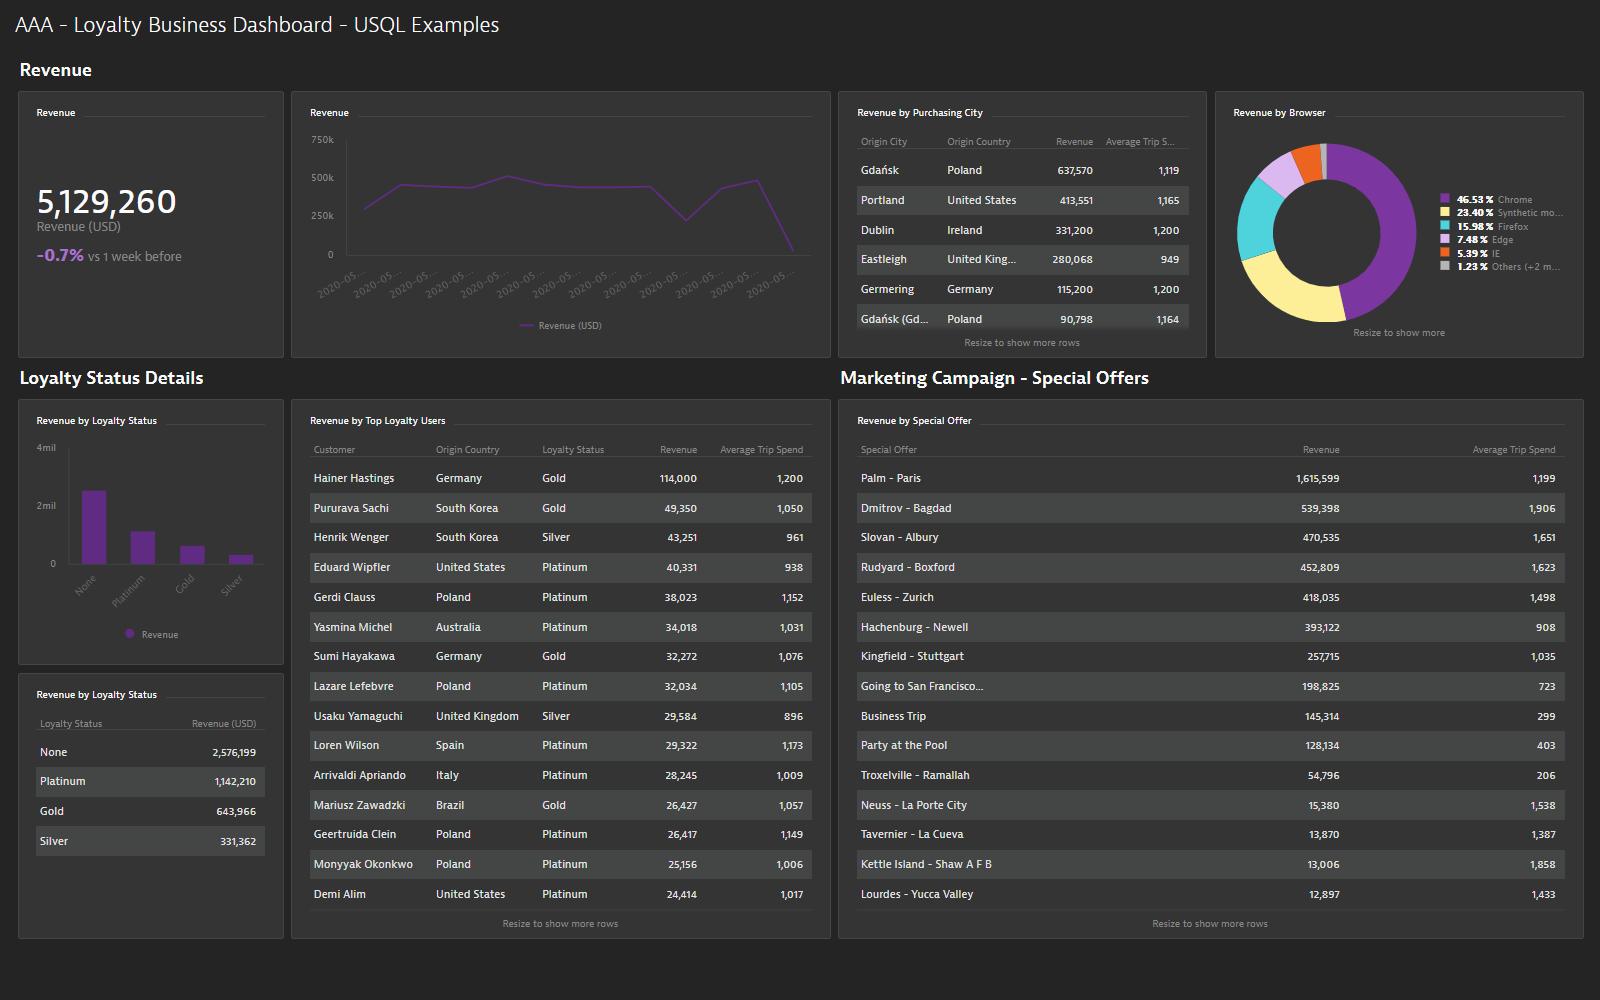 AAA - Loyalty Business Dashboard - USQL Examples
Revenue
Revenue
5,129,260
Revenue (USD)
-0.7% vs 1 week before
Revenue
750k
500k
250k
0
2020-05... 2020-05... 2020-05... 2020-05... 2020-05... 2020-05... 2020-05... 2020-05... 2020-05... 2020-05... 2020-05... 2020-05... 2020-05...
Revenue (USD)
Revenue by Purchasing City
Origin City Origin Country Revenue Average Trip S...
Gdańsk Poland 637,570 1,119
Portland United States 413,551 1,165
Dublin Ireland 331,200 1,200
Eastleigh United King... 280,068 949
Germering Germany 115,200 1,200
Gdańsk (Gd... Poland 90,798 1,164
Resize to show more rows
Revenue by Browser
46.53 % Chrome
23.40 % Synthetic mo...
15.98 % Firefox
7.48 % Edge
5.39 % IE
1.23 % Others (+2 m...
Resize to show more
Loyalty Status Details
Revenue by Loyalty Status
4mil
2mil
0
None Platinum Gold Silver
Revenue
Revenue by Loyalty Status
Loyalty Status Revenue (USD)
None 2,576,199
Platinum 1,142,210
Gold 643,966
Silver 331,362
Revenue by Top Loyalty Users
Customer Origin Country Loyalty Status Revenue Average Trip Spend
Hainer Hastings Germany Gold 114,000 1,200
Pururava Sachi South Korea Gold 49,350 1,050
Henrik Wenger South Korea Silver 43,251 961
Eduard Wipfler United States Platinum 40,331 938
Gerdi Clauss Poland Platinum 38,023 1,152
Yasmina Michel Australia Platinum 34,018 1,031
Sumi Hayakawa Germany Gold 32,272 1,076
Lazare Lefebvre Poland Platinum 32,034 1,105
Usaku Yamaguchi United Kingdom Silver 29,584 896
Loren Wilson Spain Platinum 29,322 1,173
Arrivaldi Apriando Italy Platinum 28,245 1,009
Mariusz Zawadzki Brazil Gold 26,427 1,057
Geertruida Clein Poland Platinum 26,417 1,149
Monyyak Okonkwo Poland Platinum 25,156 1,006
Demi Alim United States Platinum 24,414 1,017
Resize to show more rows
Marketing Campaign - Special Offers
Revenue by Special Offer
Special Offer Revenue Average Trip Spend
Palm - Paris 1,615,599 1,199
Dmitrov - Bagdad 539,398 1,906
Slovan - Albury 470,535 1,651
Rudyard - Boxford 452,809 1,623
Euless - Zurich 418,035 1,498
Hachenburg - Newell 393,122 908
Kingfield - Stuttgart 257,715 1,035
Going to San Francisco... 198,825 723
Business Trip 145,314 299
Party at the Pool 128,134 403
Troxelville - Ramallah 54,796 206
Neuss - La Porte City 15,380 1,538
Tavernier - La Cueva 13,870 1,387
Kettle Island - Shaw A F B 13,006 1,858
Lourdes - Yucca Valley 12,897 1,433
Resize to show more rows